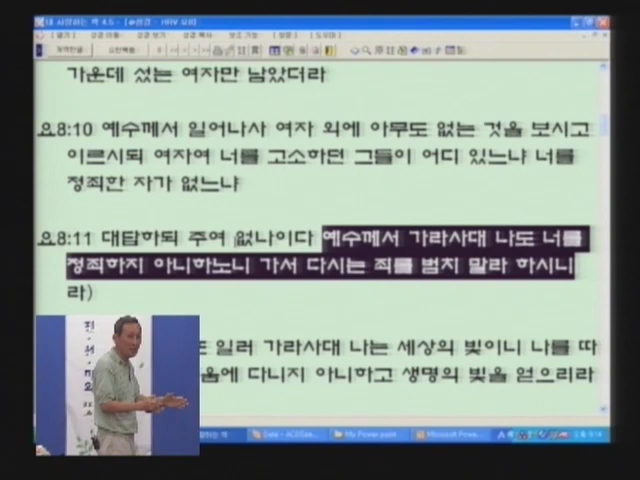 가운데 섰는 여자만 남았더라
요8:10 예수께서 일어나사 여자 외에 아무도 없는 것을 보시고
이르시되 여자여 너를 고소하던 그들이 어디 있느냐 너를
정죄한 자가 없느냐
요8:11 대답하되 주여 없나이다 예수께서 가라사대 나도 너를
정죄하지 아니하노니 가서 다시는 죄를 범치 말라 하시니
라)
일러 가라사대 나는 세상의 빛이니 나를 따
다니지 아니하고 생명의 빛을 얻으리라
My Power point
Microsoft Powe...